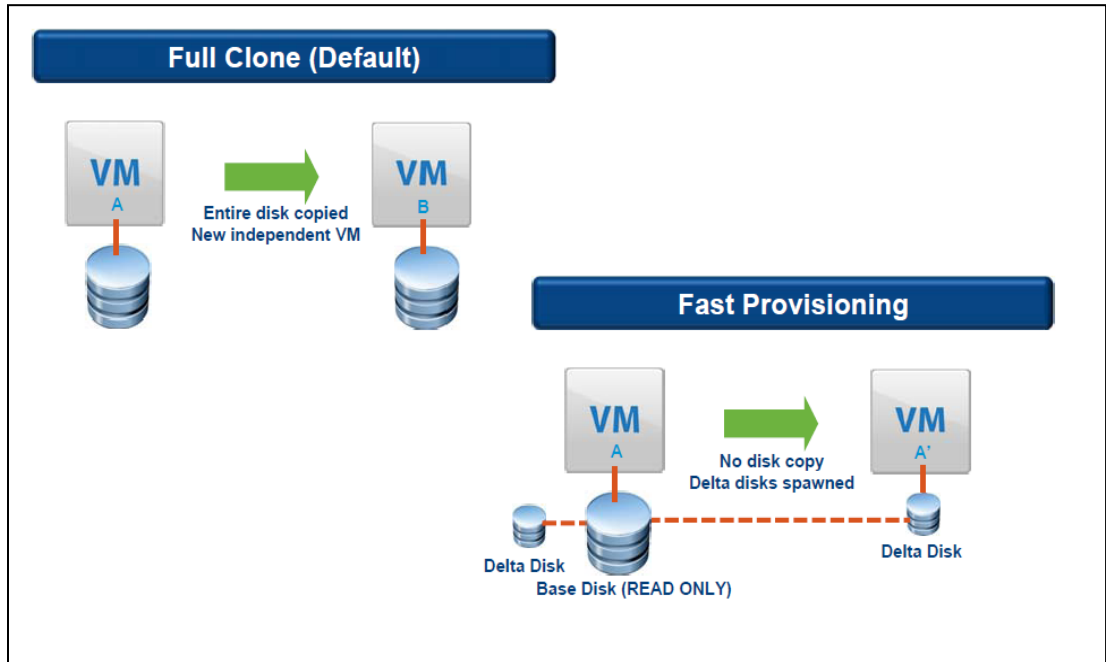 Full Clone (Default)
VM
A
Entire disk copied
New independent VM
VM
B
Fast Provisioning
VM
A
No disk copy
Delta disks spawned
VM
A'
Delta Disk
Base Disk (READ ONLY)
Delta Disk